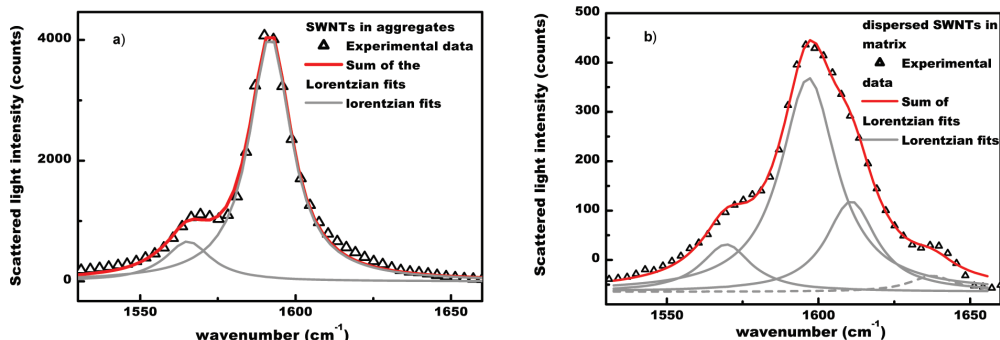 Scattered light intensity (counts)
4000
2000
0
a)
SWNTs in aggregates
Experimental data
Sum of the
Lorentzian fits
lorentzian fits
1550
1600
1650
wavenumber (cm-1)
Scattered light intensity (counts)
500
400
300
200
100
0
-100
b)
dispersed SWNTs in
matrix
Experimental
data
Sum of
Lorentzian fits
Lorentzian fits
1550
1600
1650
wavenumber (cm-1)